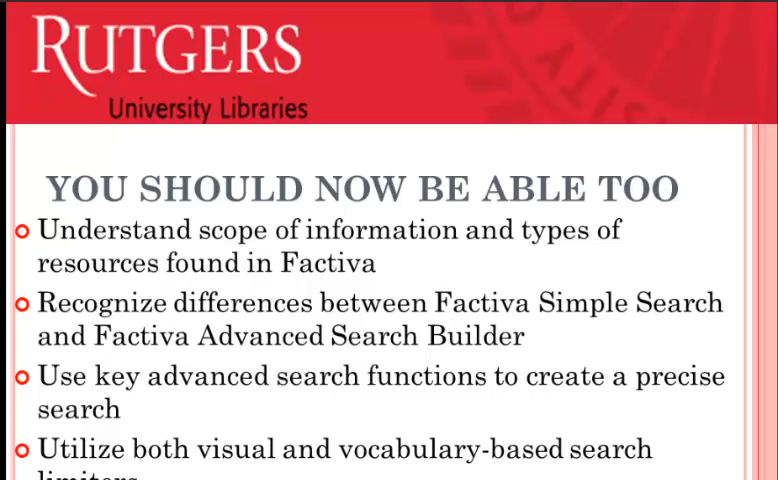 RUTGERS
University Libraries
YOU SHOULD NOW BE ABLE TOO
Understand scope of information and types of
resources found in Factiva
Recognize differences between Factiva Simple Search
and Factiva Advanced Search Builder
Use key advanced search functions to create a precise
search
Utilize both visual and vocabulary-based search
limiters